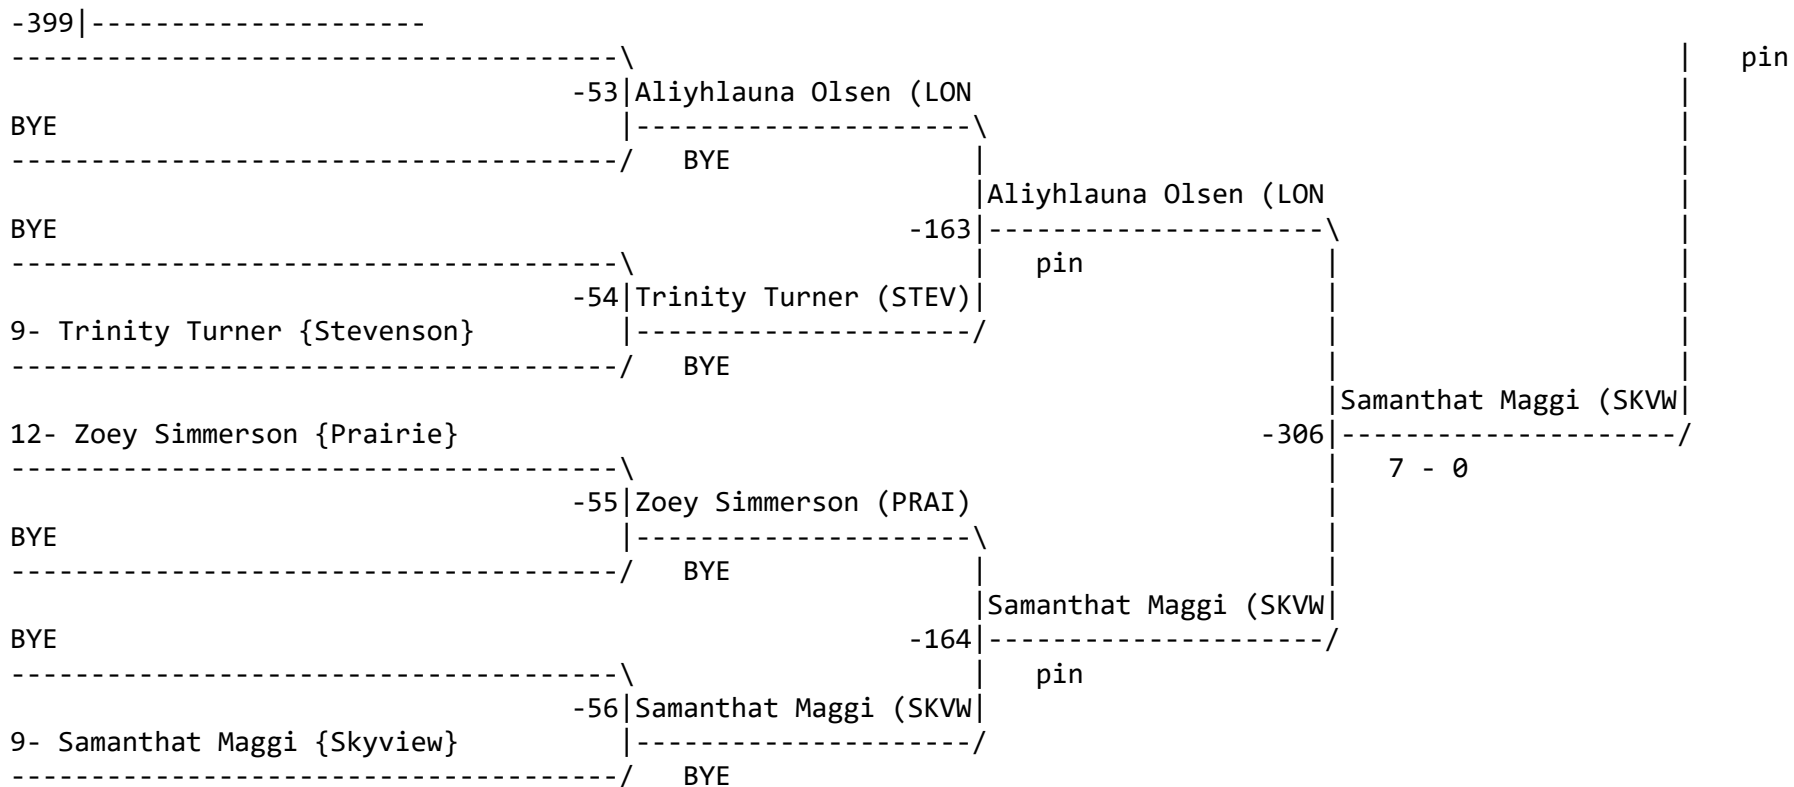 -399|---------------------
---------------------------------------\ | pin
-53|Aliyhlauna Olsen (LON |
BYE |---------------------\ |
---------------------------------------/ BYE | |
|Aliyhlauna Olsen (LON |
BYE -163|---------------------\ |
---------------------------------------\ | pin | |
-54|Trinity Turner (STEV)| | |
9- Trinity Turner {Stevenson} |---------------------/ | |
---------------------------------------/ BYE | |
|Samanthat Maggi (SKVW|
12- Zoey Simmerson {Prairie} -306|---------------------/
---------------------------------------\ | 7 - 0
-55|Zoey Simmerson (PRAI) |
BYE |---------------------\ |
---------------------------------------/ BYE | |
|Samanthat Maggi (SKVW|
BYE -164|---------------------/
---------------------------------------\ | pin
-56|Samanthat Maggi (SKVW|
9- Samanthat Maggi {Skyview} |---------------------/
---------------------------------------/ BYE